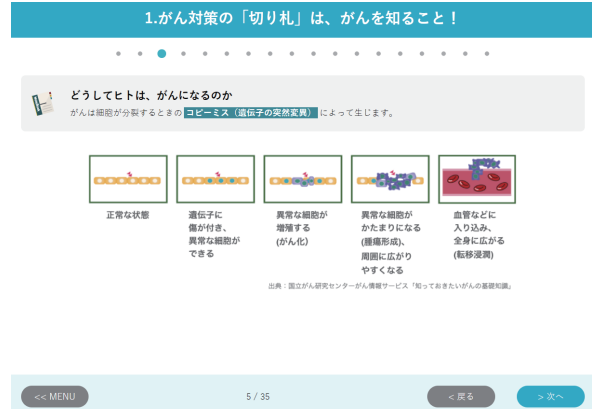 1.がん対策の「切り札」は、がんを知ること！
どうしてヒトは、がんになるのか
がんは細胞が分裂するときの コピーミス（遺伝子の突然変異） によって生じます。
正常な状態
遺伝子に
傷が付き、
異常な細胞が
できる
異常な細胞が
増殖する
(がん化)
異常な細胞が
かたまりになる
(腫瘍形成)、
周囲に広がり
やすくなる
血管などに
入り込み、
全身に広がる
(転移浸潤)
出典：国立がん研究センターがん情報サービス「知っておきたいがんの基礎知識」
<< MENU
5 / 35
< 戻る
> 次へ